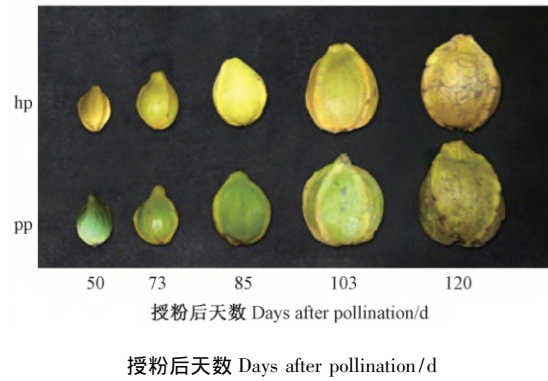 hp
pp
50 73 85 103 120
授粉后天数 Days after pollination/d
授粉后天数 Days after pollination/d